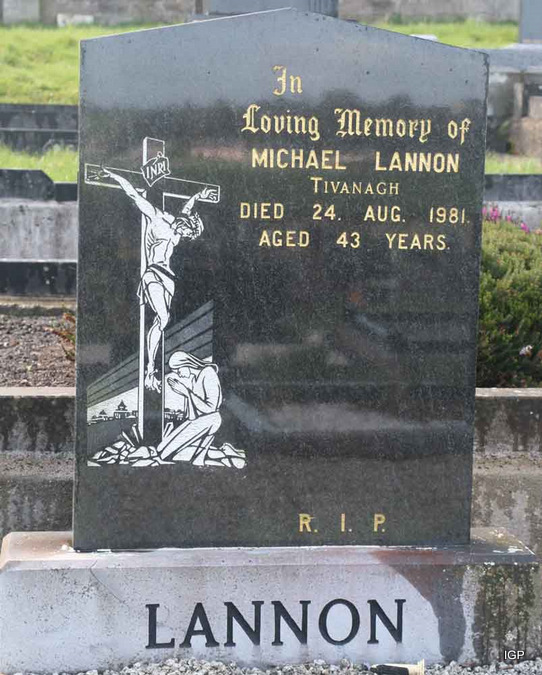 In
Loving Memory of
MICHAEL LANNON
TIVANAGH
DIED 24. AUG. 1981.
AGED 43 YEARS.
INRI
R. I. P.
LANNON
IGP